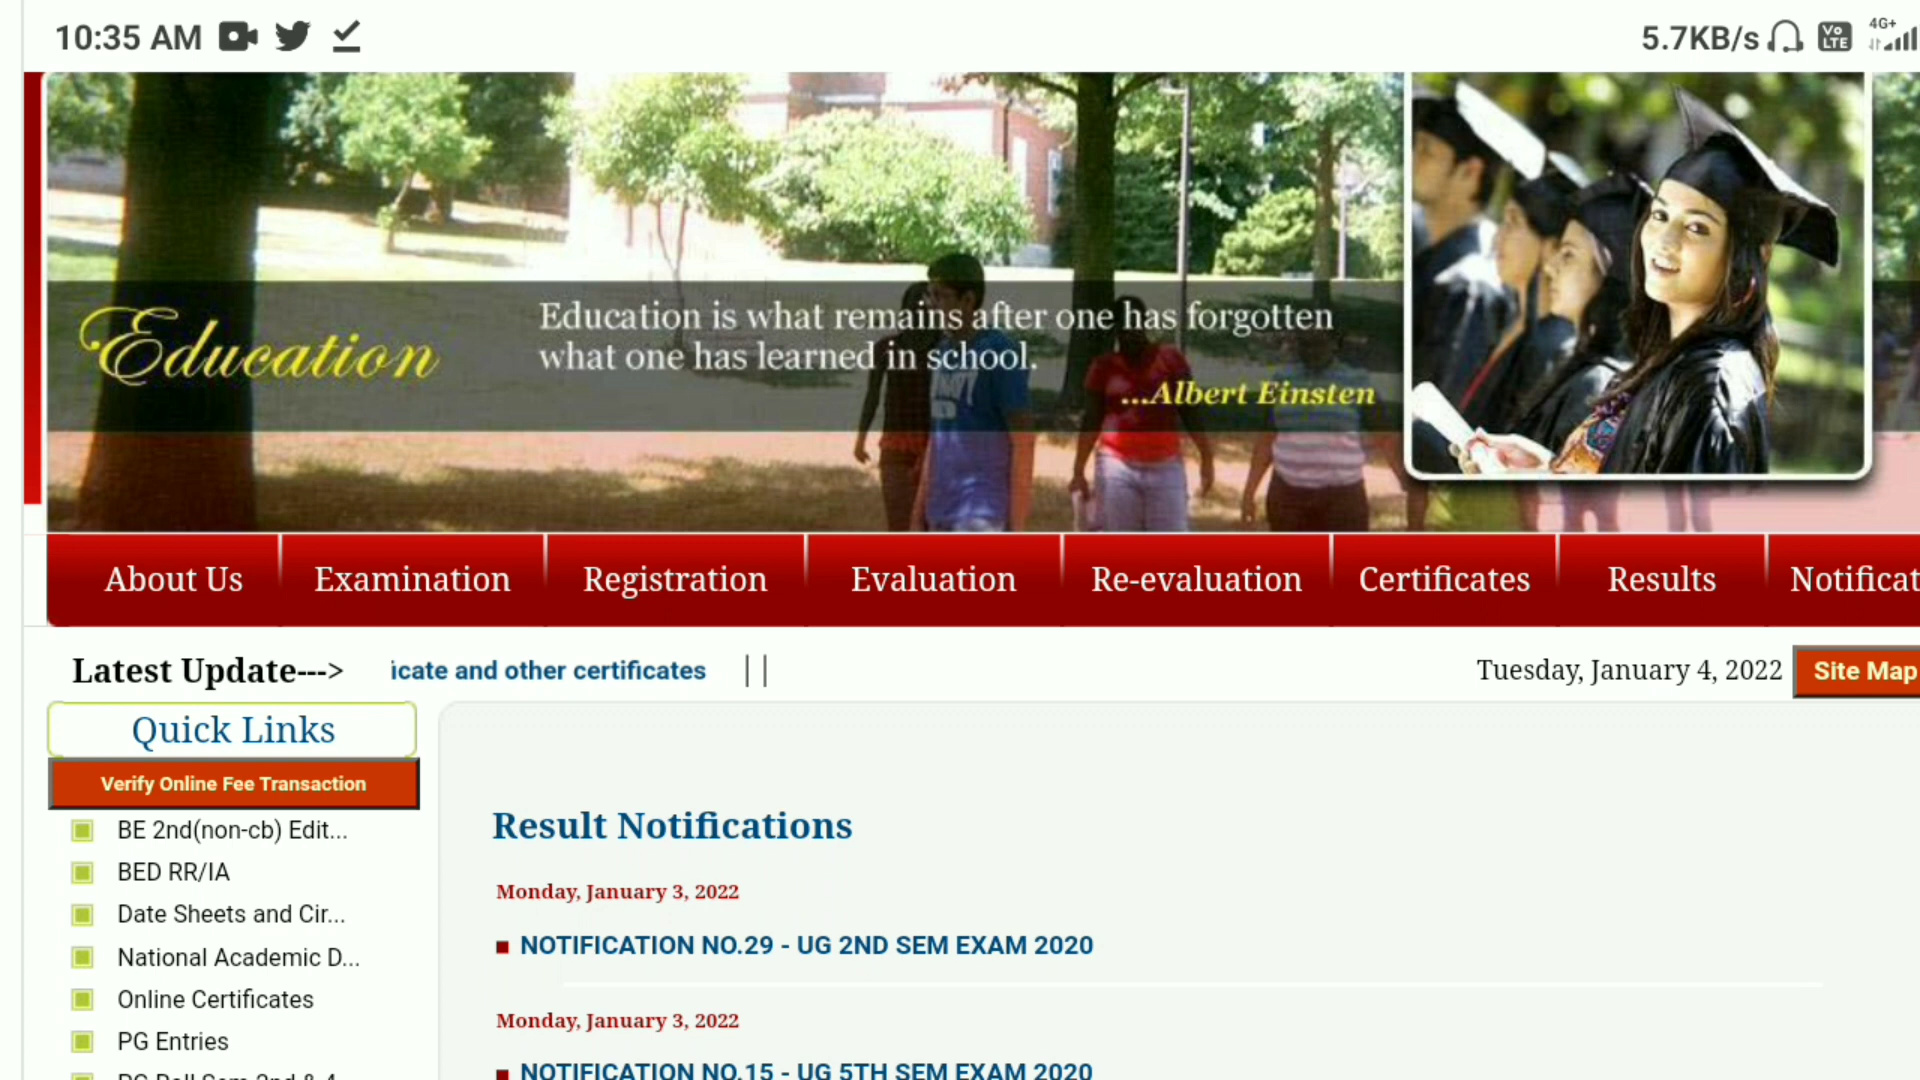 10:35 AM
5.7KB/s
Vo
LTE
4G+
Education
Education is what remains after one has forgotten
what one has learned in school.
...Albert Einsten
About Us
Examination
Registration
Evaluation
Re-evaluation
Certificates
Results
Notificat
Latest Update--->
icate and other certificates
||
Tuesday, January 4, 2022
Site Map
Quick Links
Verify Online Fee Transaction
BE 2nd(non-cb) Edit...
BED RR/IA
Date Sheets and Cir...
National Academic D...
Online Certificates
PG Entries
Result Notifications
Monday, January 3, 2022
NOTIFICATION NO.29 - UG 2ND SEM EXAM 2020
Monday, January 3, 2022
NOTIFICATION NO.15 - UG 5TH SEM EXAM 2020